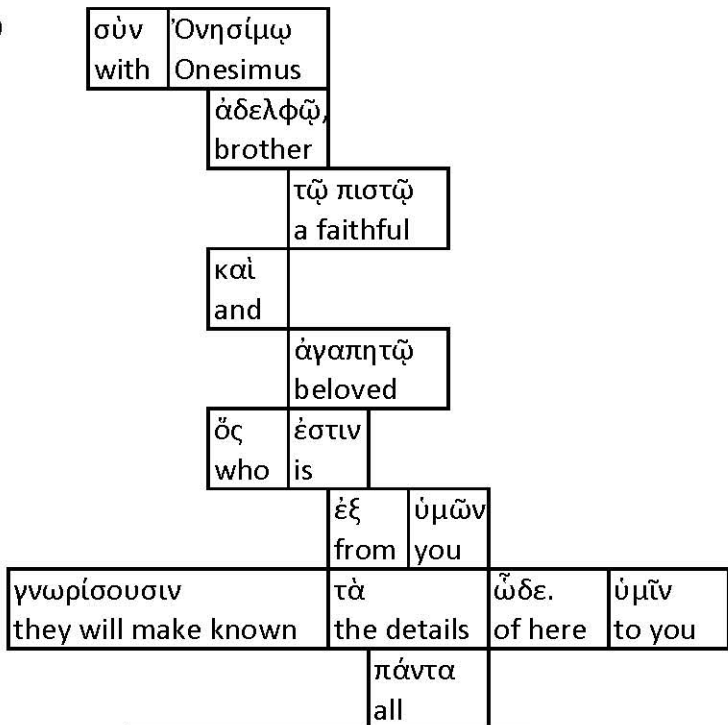 σὺν Ὀνησίμῳ
with Onesimus
ἀδελφῷ,
brother
τῷ πιστῷ
a faithful
καὶ
and
ἀγαπητῷ
beloved
ὅς ἐστιν
who is
ἐξ ὑμῶν
from you
γνωρίσουσιν τὰ ὧδε. ὑμῖν
they will make known the details of here to you
πάντα
all